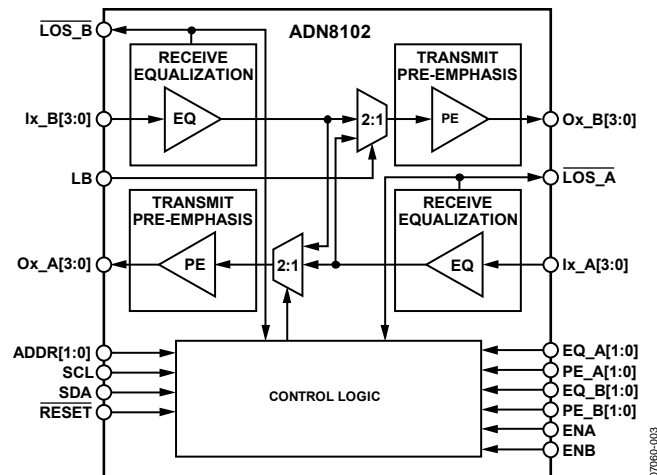 LOS_B
ADN8102
RECEIVE
EQUALIZATION
TRANSMIT
PRE-EMPHASIS
Ix_B[3:0]
EQ
2:1
PE
Ox_B[3:0]
LB
LOS_A
TRANSMIT
PRE-EMPHASIS
RECEIVE
EQUALIZATION
Ox_A[3:0]
PE
2:1
EQ
Ix_A[3:0]
ADDR[1:0]
SCL
SDA
RESET
CONTROL LOGIC
EQ_A[1:0]
PE_A[1:0]
EQ_B[1:0]
PE_B[1:0]
ENA
ENB
07060-003